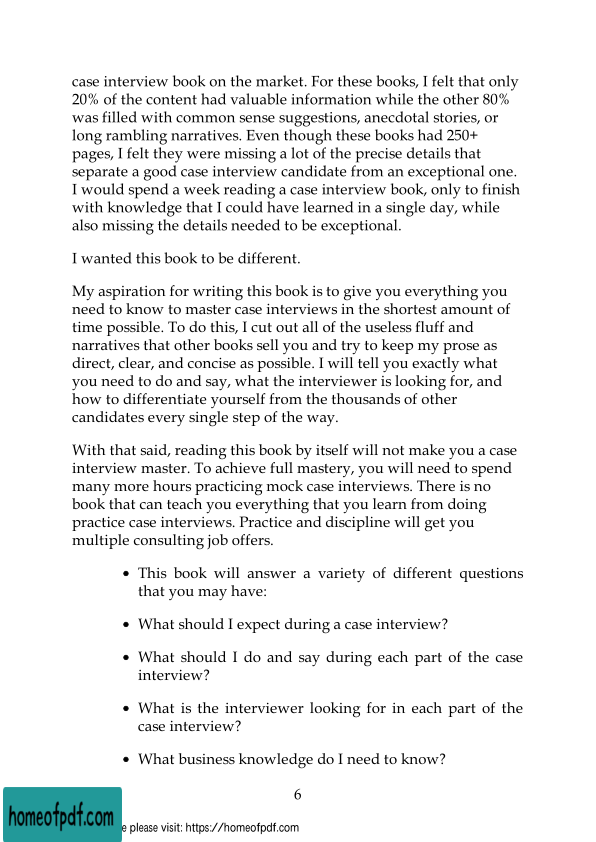 case interview book on the market. For these books, I felt that only
20% of the content had valuable information while the other 80%
was filled with common sense suggestions, anecdotal stories, or
long rambling narratives. Even though these books had 250+
pages, I felt they were missing a lot of the precise details that
separate a good case interview candidate from an exceptional one.
I would spend a week reading a case interview book, only to finish
with knowledge that I could have learned in a single day, while
also missing the details needed to be exceptional.
I wanted this book to be different.
My aspiration for writing this book is to give you everything you
need to know to master case interviews in the shortest amount of
time possible. To do this, I cut out all of the useless fluff and
narratives that other books sell you and try to keep my prose as
direct, clear, and concise as possible. I will tell you exactly what
you need to do and say, what the interviewer is looking for, and
how to differentiate yourself from the thousands of other
candidates every single step of the way.
With that said, reading this book by itself will not make you a case
interview master. To achieve full mastery, you will need to spend
many more hours practicing mock case interviews. There is no
book that can teach you everything that you learn from doing
practice case interviews. Practice and discipline will get you
multiple consulting job offers.
• This book will answer a variety of different questions
that you may have:
• What should I expect during a case interview?
• What should I do and say during each part of the case
interview?
• What is the interviewer looking for in each part of the
case interview?
• What business knowledge do I need to know?
6
homeofpdf.com
e please visit: https://homeofpdf.com